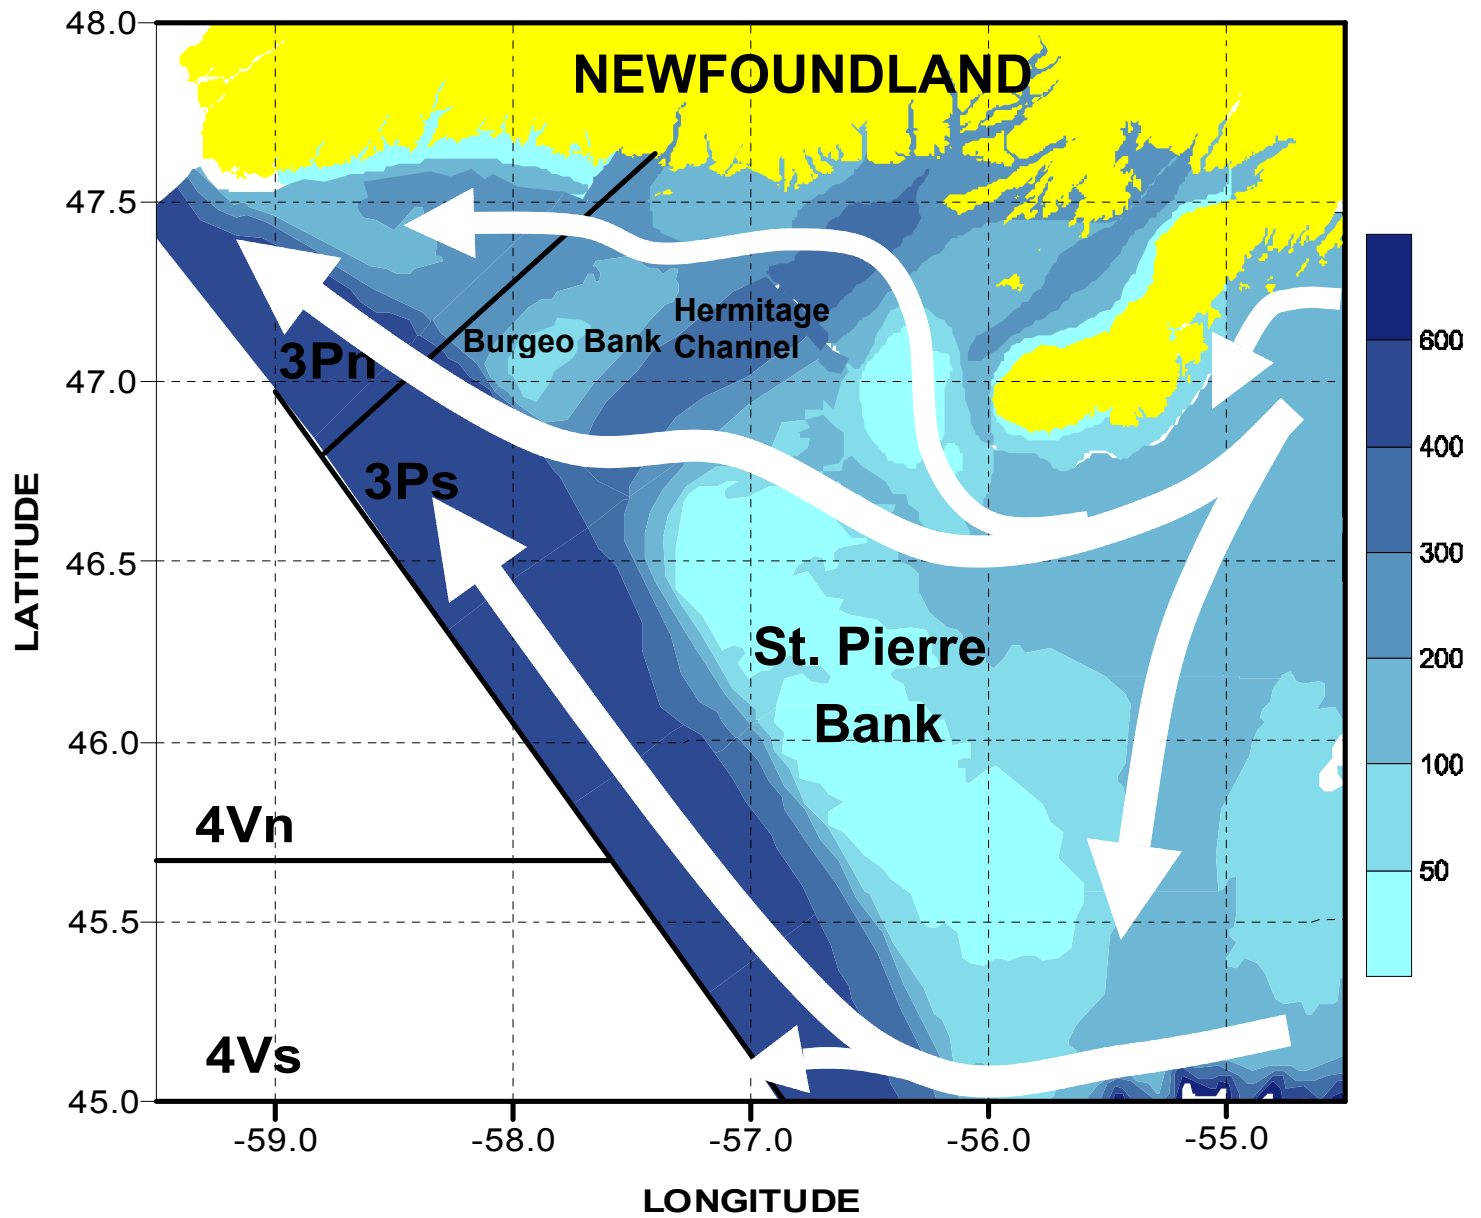 48.0
NEWFOUNDLAND
47.5
Hermitage
Burgeo Bank
Channel
3Pn
47.0
3Ps
LATITUDE
46.5
St. Pierre
Bank
46.0
4Vn
45.5
4Vs
45.0
600
400
300
200
100
50
-59.0 -58.0 -57.0 -56.0 -55.0
LONGITUDE